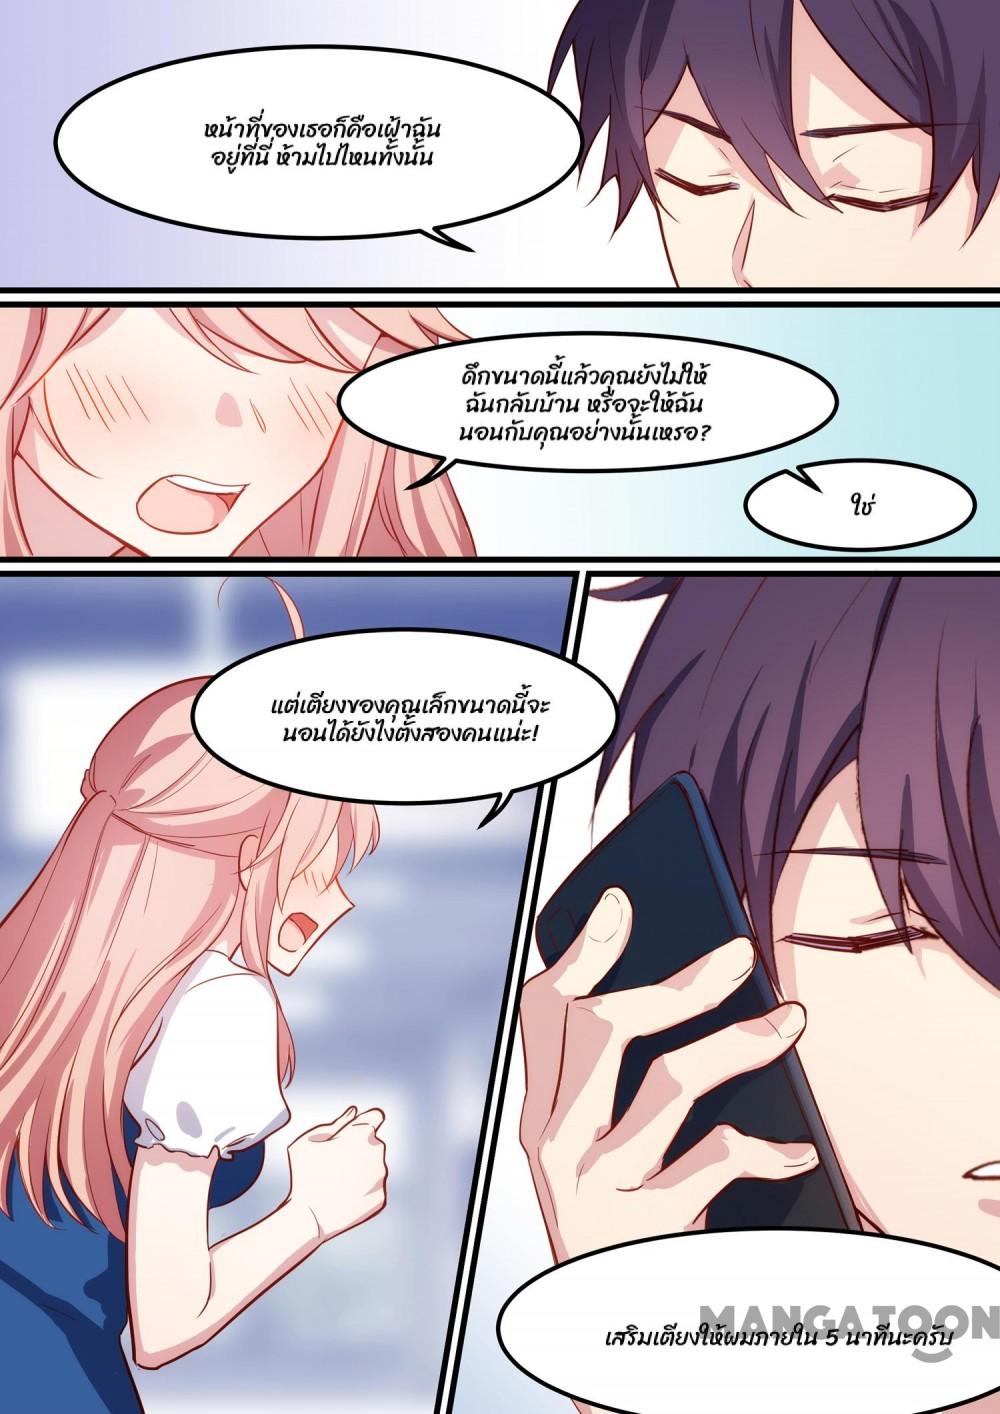 หน้าที่ของเธอก็คือเฝ้าฉัน
อยู่ที่นี่ ห้ามไปไหนทั้งนั้น
ดึกขนาดนี้แล้วคุณยังไม่ให้
ฉันกลับบ้าน หรือจะให้ฉัน
นอนกับคุณอย่างนั้นเหรอ?
ใช่
แต่เตียงของคุณเล็กขนาดนี้จะ
นอนได้ยังไงตั้งสองคนแน่ะ!
MANGATOON
เสริมเตียงให้ผมภายใน 5 นาทีนะครับ